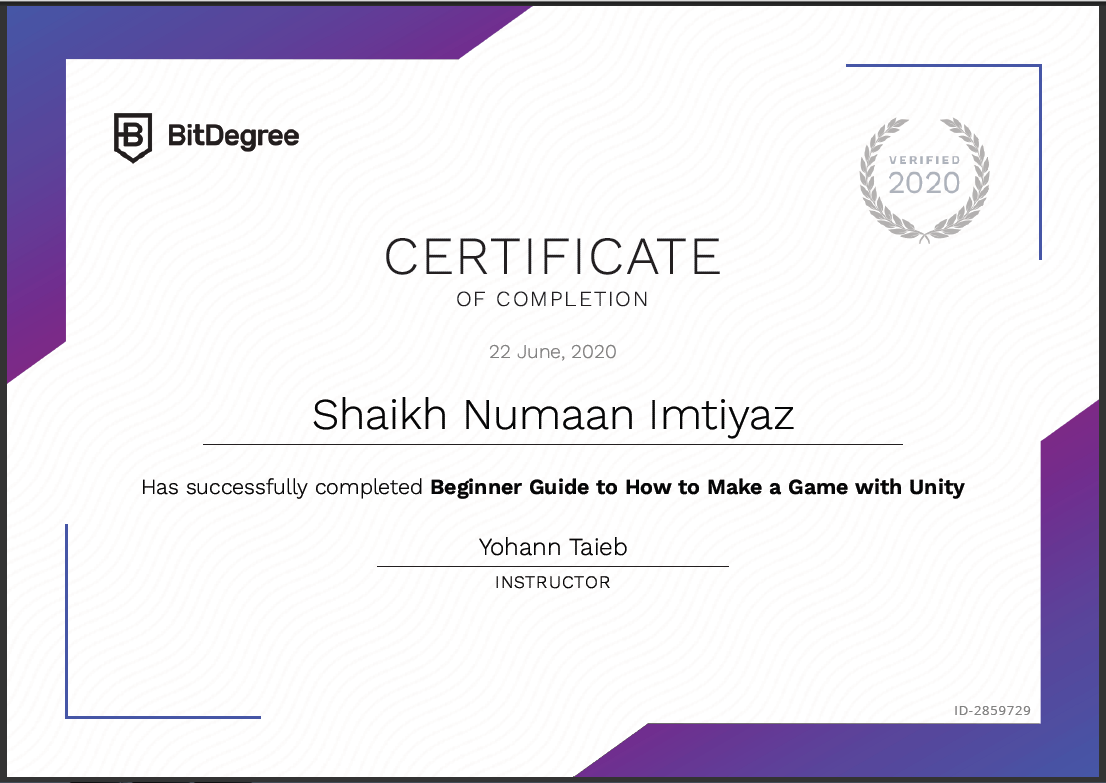 BitDegree
VERIFIED
2020
CERTIFICATE
OF COMPLETION
22 June, 2020
Shaikh Numaan Imtiyaz
Has successfully completed Beginner Guide to How to Make a Game with Unity
Yohann Taieb
INSTRUCTOR
ID-2859729